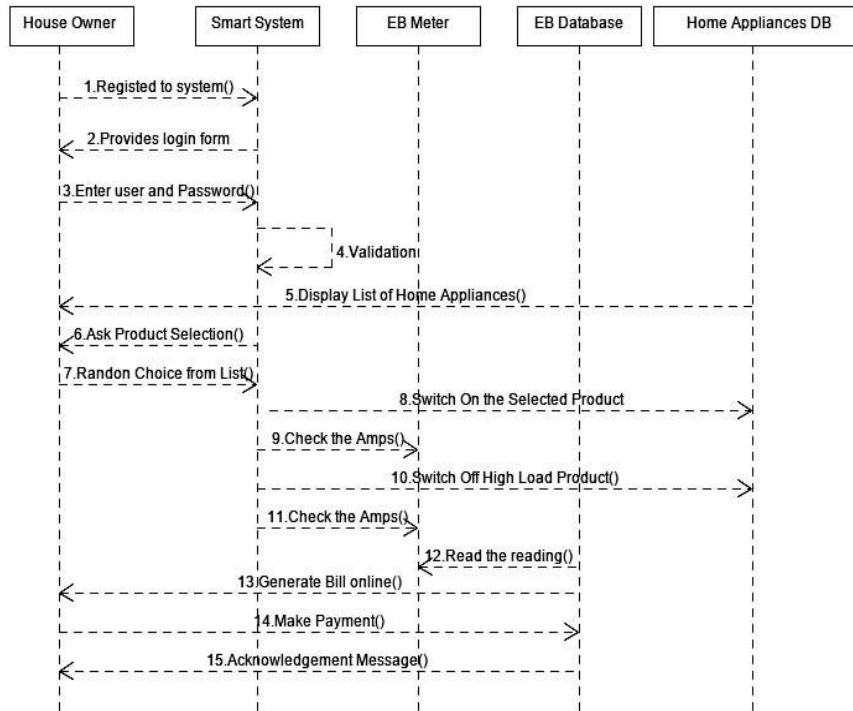 House Owner
Smart System
EB Meter
EB Database
Home Appliances DB
1.Registed to system()
2.Provides login form
3.Enter user and Password()
4.Validation
5.Display List of Home Appliances()
6.Ask Product Selection()
7.Randon Choice from List()
8.Switch On the Selected Product
9.Check the Amps()
10.Switch Off High Load Product()
11.Check the Amps()
12.Read the reading()
13.Generate Bill online()
14.Make Payment()
15.Acknowledgement Message()